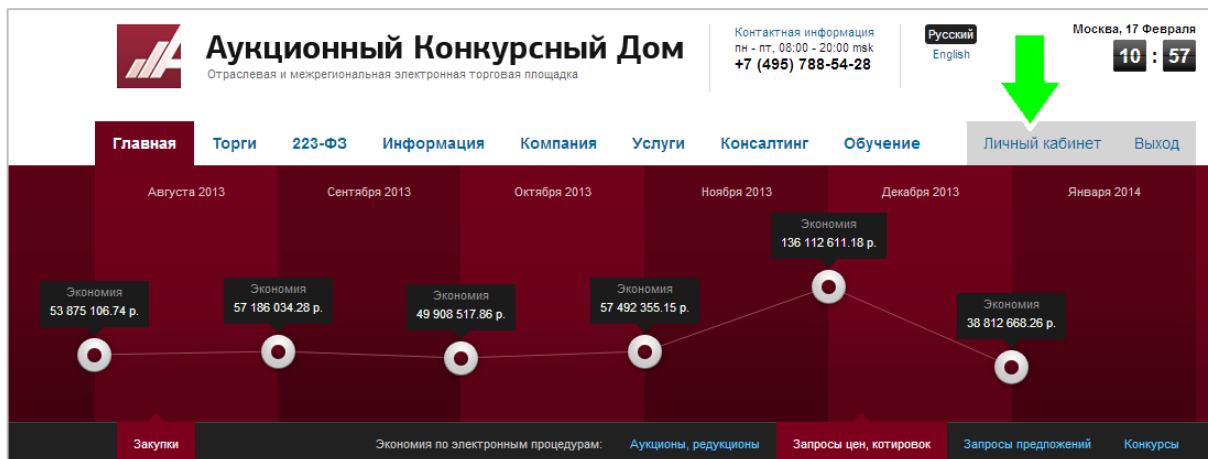 Аукционный Конкурсный Дом
Отраслевая и межрегиональная электронная торговая площадка
Контактная информация
пн - пт, 08:00 - 20:00 msk
+7 (495) 788-54-28
Русский
English
Москва, 17 Февраля
10 : 57
Главная Торги 223-ФЗ Информация Компания Услуги Консалтинг Обучение Личный кабинет Выход
Августа 2013 Сентября 2013 Октября 2013 Ноября 2013 Декабря 2013 Января 2014
Экономия
53 875 106.74 р.
Экономия
57 186 034.28 р.
Экономия
49 908 517.86 р.
Экономия
57 492 355.15 р.
Экономия
136 112 611.18 р.
Экономия
38 812 668.26 р.
Закупки Экономия по электронным процедурам: Аукционы, редукционы Запросы цен, котировок Запросы предложений Конкурсы